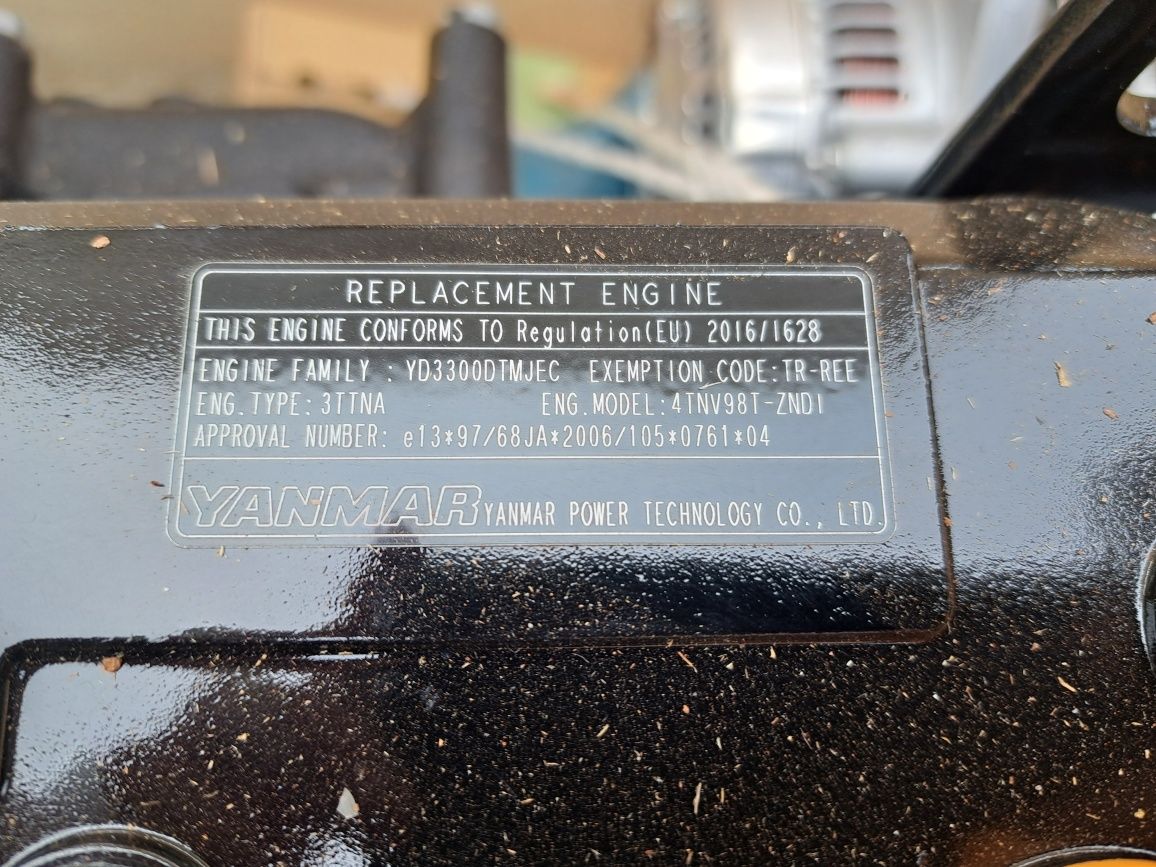 REPLACEMENT ENGINE
THIS ENGINE CONFORMS TO Regulation(EU) 2016/1628
ENGINE FAMILY : YD3300DTMJEC EXEMPTION CODE:TR-REE
ENG.TYPE: 3TTNA ENG.MODEL:4TNV98T-ZNDI
APPROVAL NUMBER: e13*97/68JA*2006/105*0761*04
YANMAR YANMAR POWER TECHNOLOGY CO., LTD.